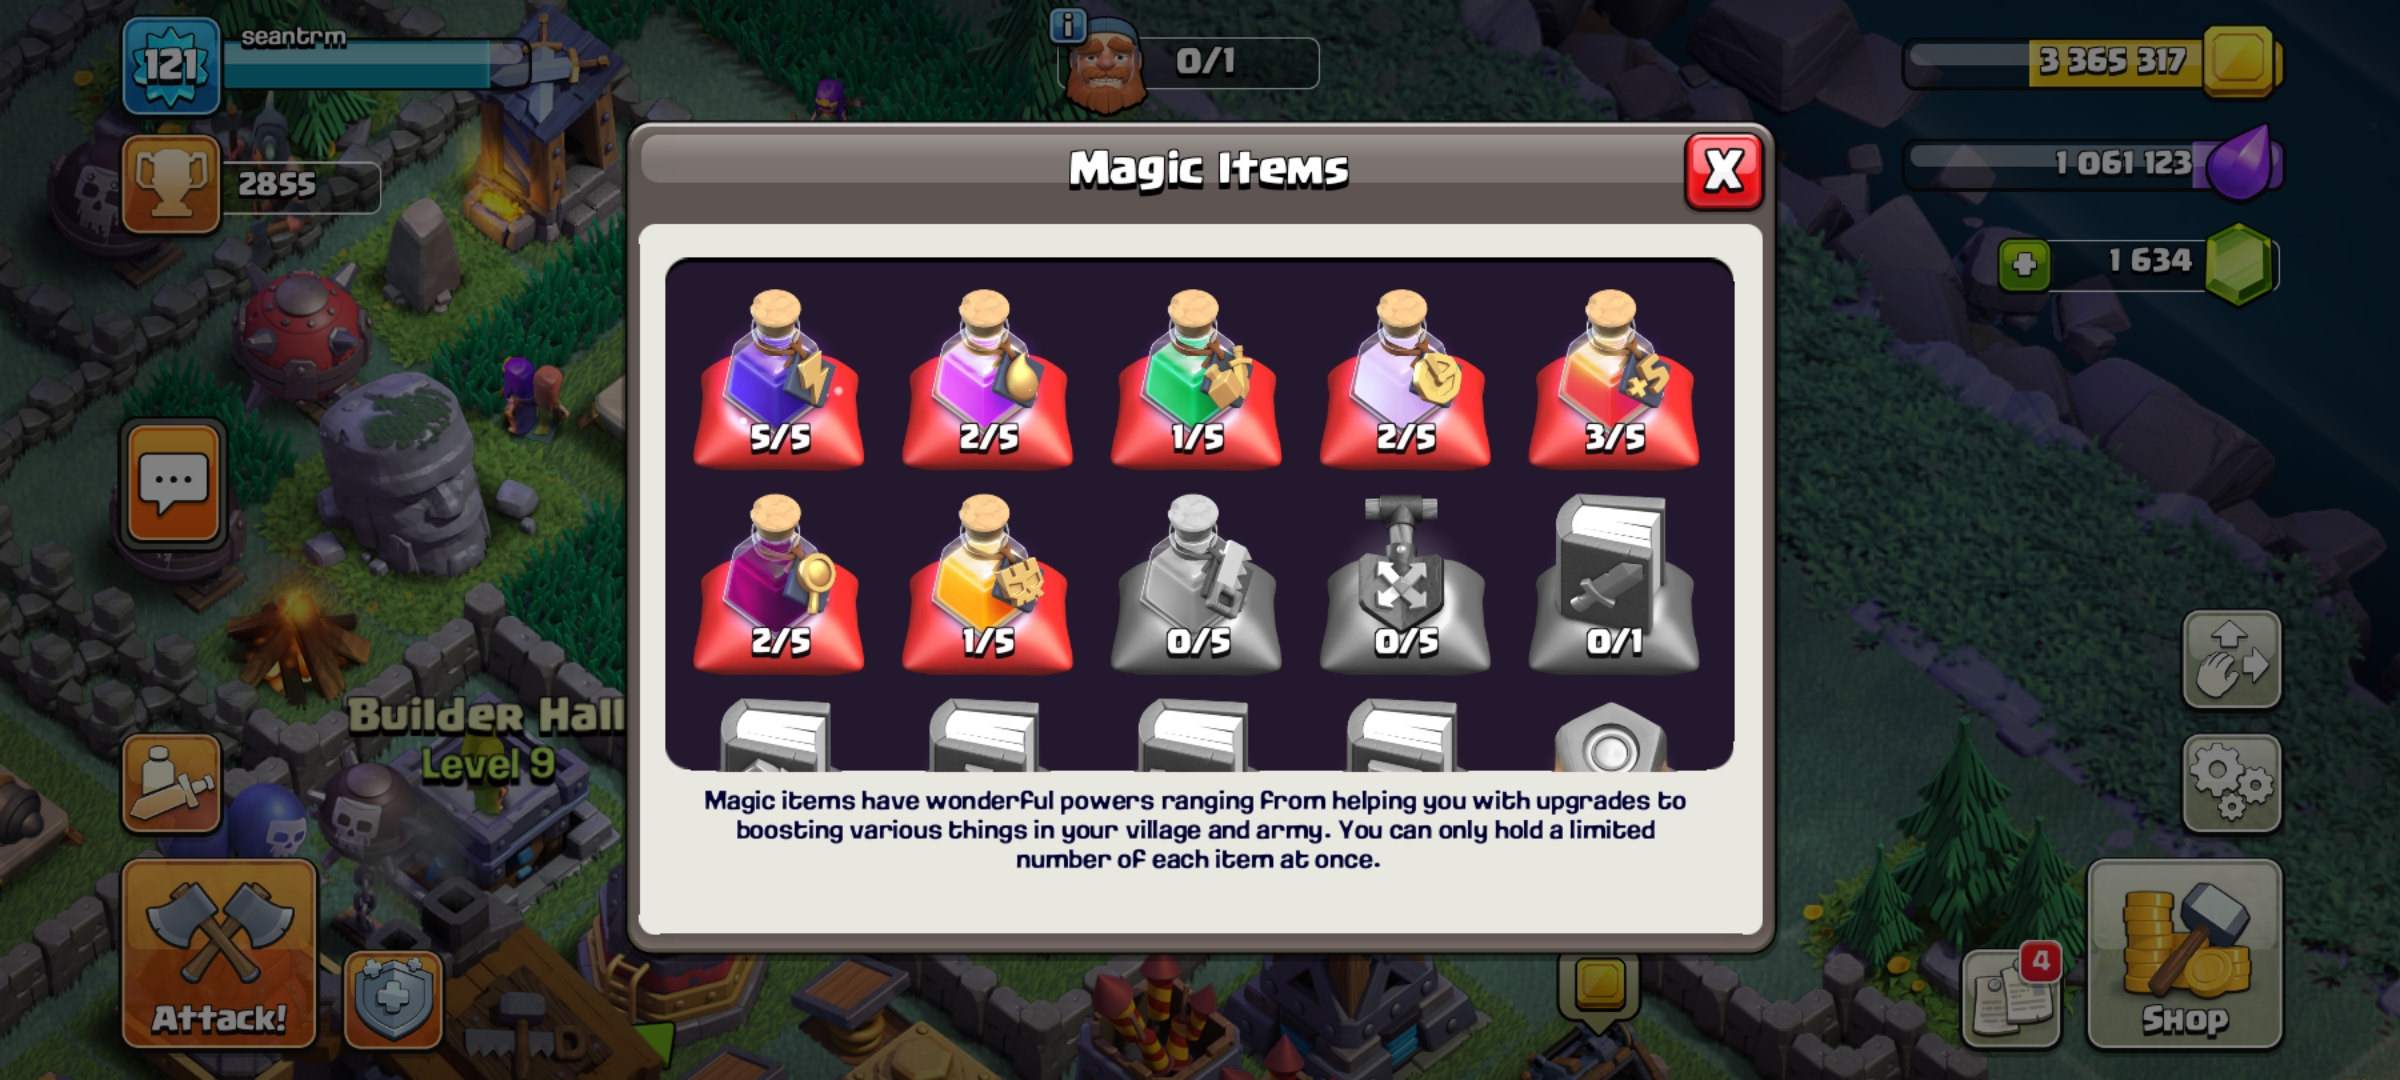 121
seantrm
0/1
3 365 317
2855
1 061 123
1 634
Magic Items
X
5/5
2/5
1/5
2/5
x5
3/5
2/5
1/5
0/5
0/5
0/1
Builder Hall
Level 9
Magic items have wonderful powers ranging from helping you with upgrades to
boosting various things in your village and army. You can only hold a limited
number of each item at once.
Attack!
4
Shop